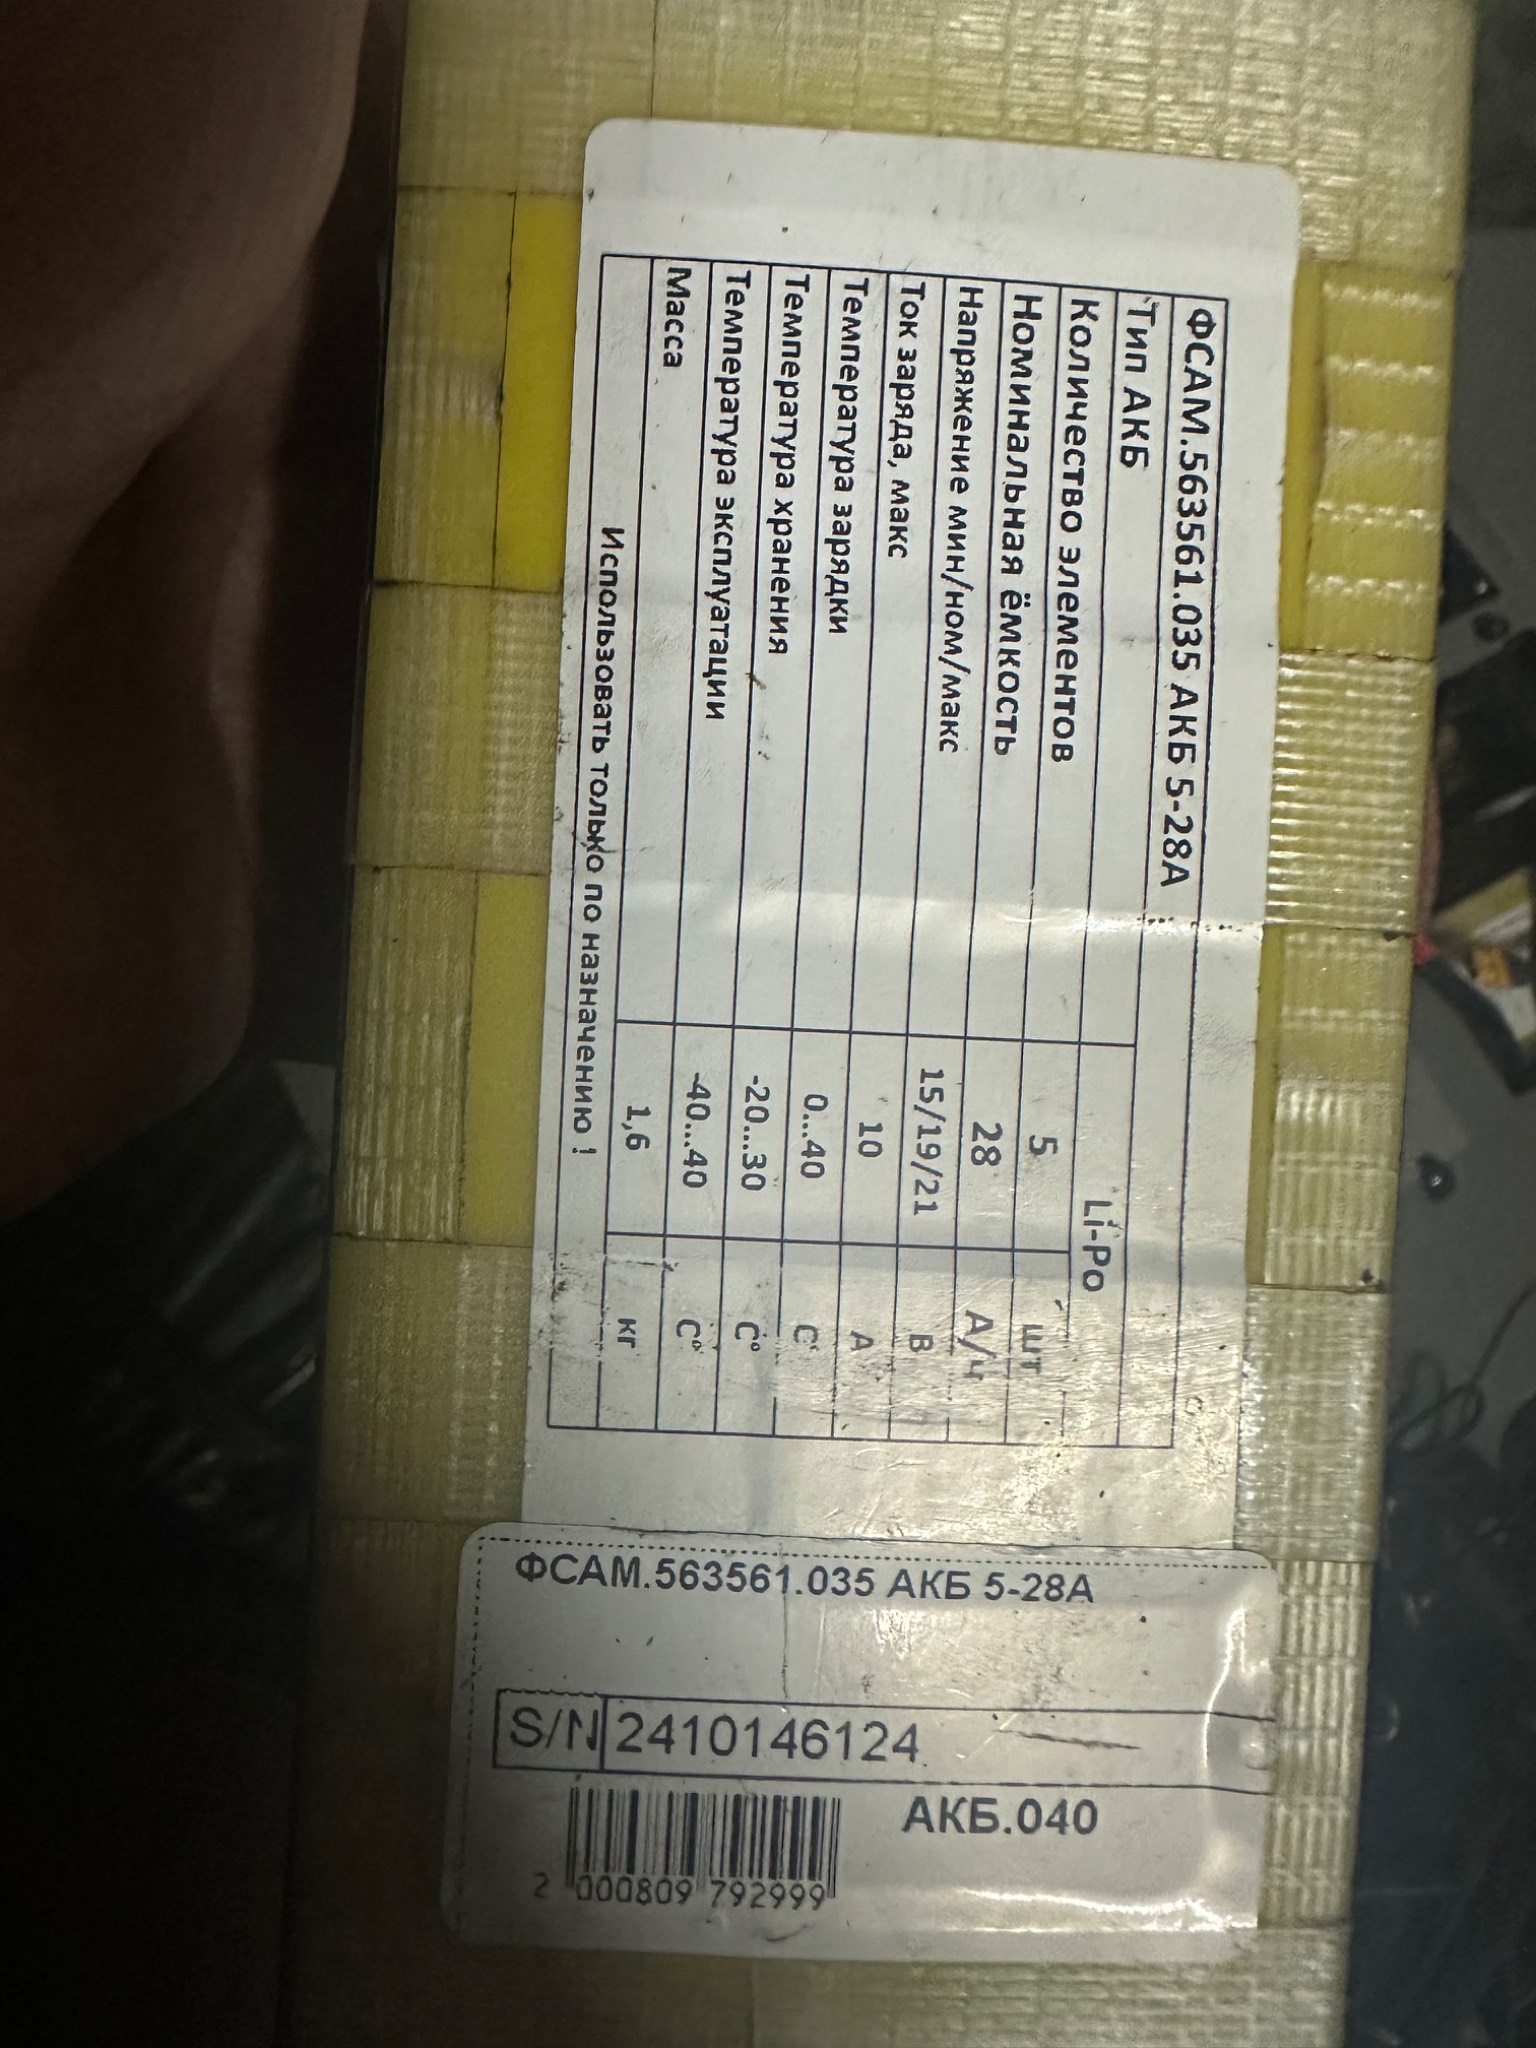 ФСАМ.563561.035 АКБ 5-28А
Тип АКБ Li-Po
Количество элементов 5 шт
Номинальная ёмкость 28 А/ч
Напряжение мин/ном/макс 15/19/21 В
Ток заряда, макс 10 А
Температура зарядки 0...40 С°
Температура хранения -20...30 С°
Температура эксплуатации -40...40 С°
Масса 1,6 кг
Использовать только по назначению !
ФСАМ.563561.035 АКБ 5-28А
S/N 2410146124
АКБ.040
2 000809 792999